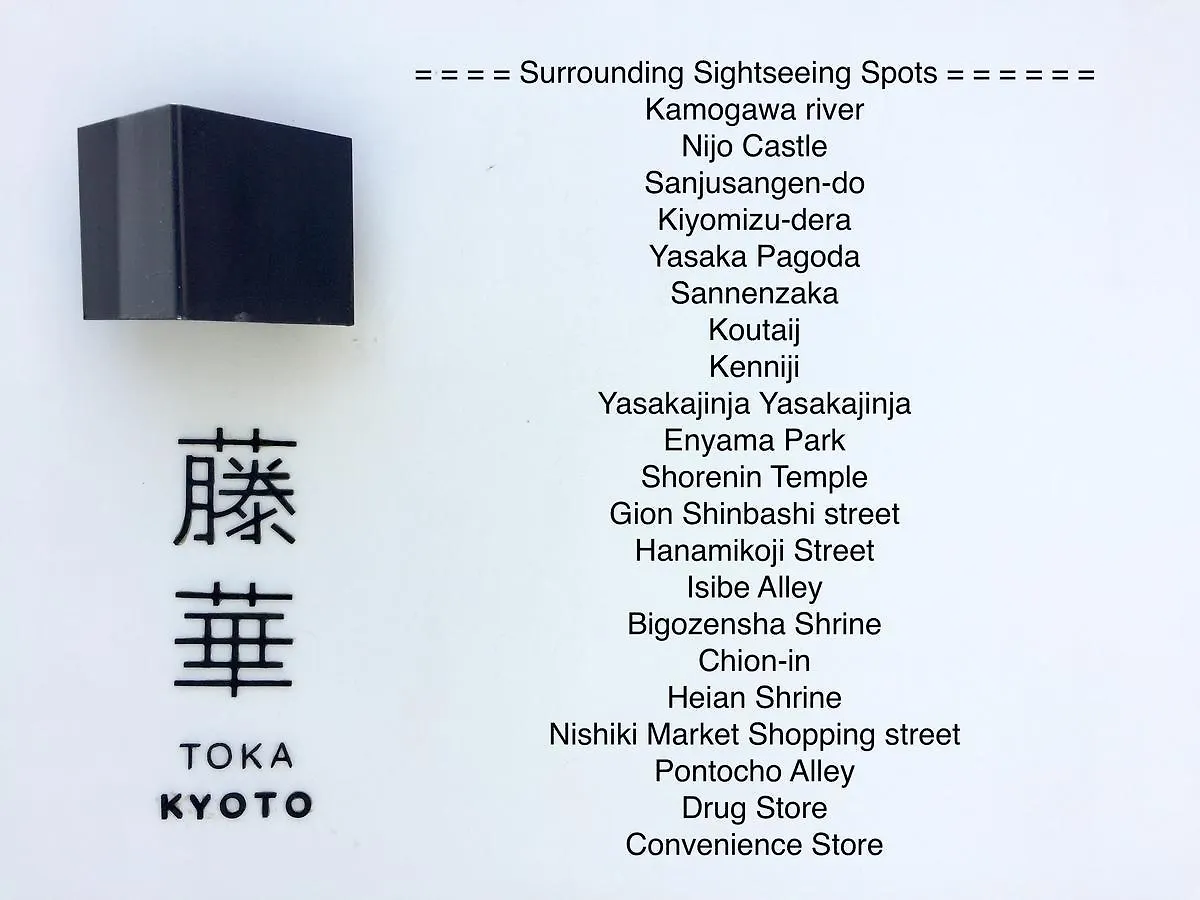 = = = = Surrounding Sightseeing Spots = = = = = =
Kamogawa river
Nijo Castle
Sanjusangen-do
Kiyomizu-dera
Yasaka Pagoda
Sannenzaka
Koutaij
Kenniji
Yasakajinja Yasakajinja
Enyama Park
Shorenin Temple
Gion Shinbashi street
Hanamikoji Street
Isibe Alley
Bigozensha Shrine
Chion-in
Heian Shrine
Nishiki Market Shopping street
Pontocho Alley
Drug Store
Convenience Store
藤
華
TOKA
KYOTO